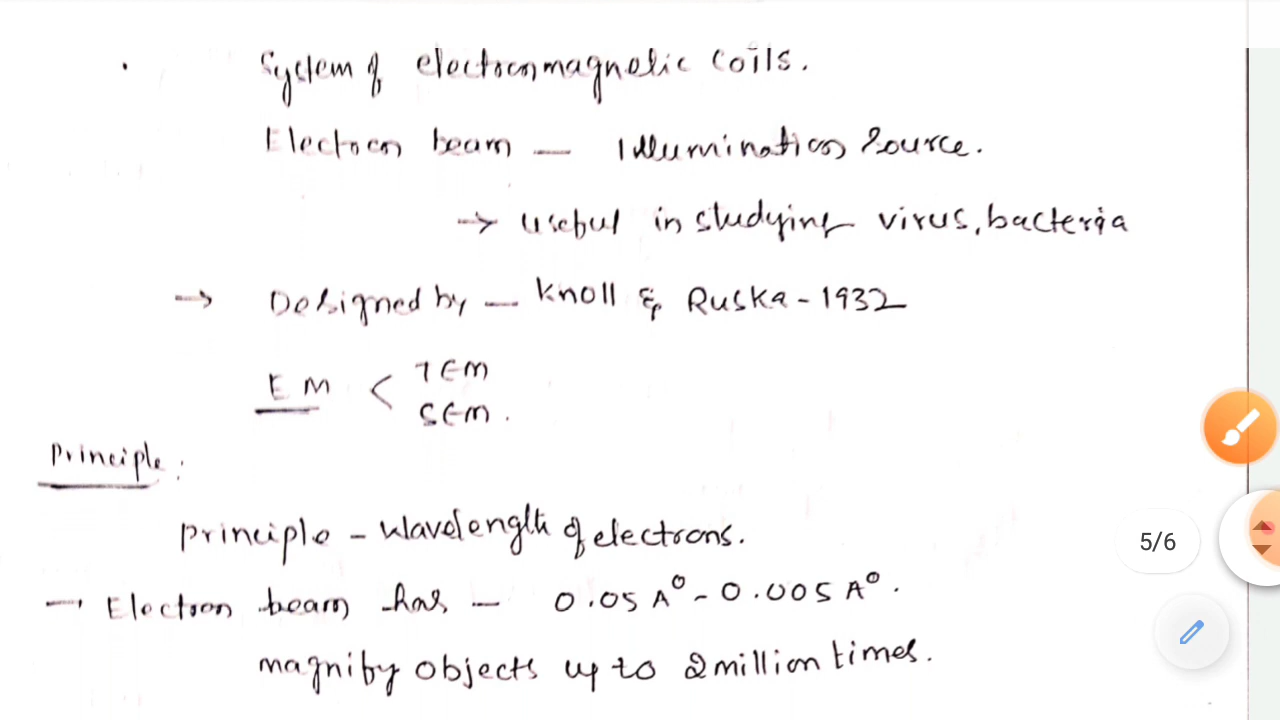 System of electronmagnetic coils.
Electron beam — Illumination source.
→ useful in studying virus, bacteria
→ Designed by — Knoll & Ruska - 1932
EM < TEM
SEM.
Principle:
principle - wavelength of electrons.
→ Electron beam has — 0.05 A° - 0.005 A°.
magnify objects up to 2 million times.
5/6